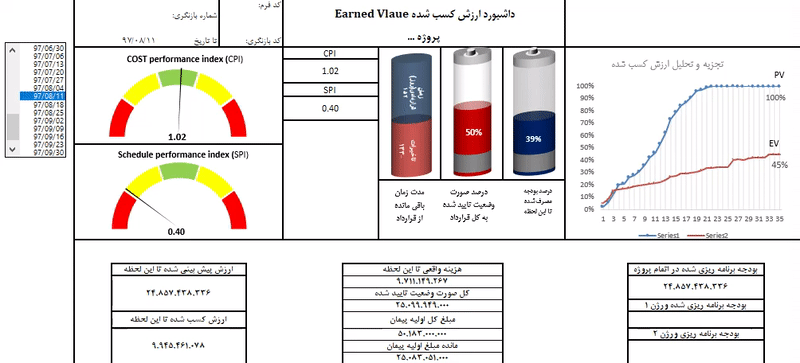 داشبورد ارزش کسب شده Earned Vlaue
پروژه ...
کد فرم:
شماره بازنگری:
کد بازنگری:
تا تاریخ
۹۷/۰۸/۱۱
97/06/30
97/07/06
97/07/13
97/07/20
97/07/27
97/08/04
97/08/11
97/08/18
97/08/25
97/09/02
97/09/09
97/09/16
97/09/23
97/09/30
COST performance index (CPI)
1.02
Schedule performance index (SPI)
0.40
CPI
1.02
SPI
0.40
تاخیرات
50%
39%
مدت زمان
باقی مانده
از قرارداد
درصد صورت
وضعیت تایید شده
به کل قرارداد
درصد بودجه
مصرف شده
تا این لحظه
تجزیه و تحلیل ارزش کسب شده
PV
100%
EV
45%
100%
90%
80%
70%
60%
50%
40%
30%
20%
10%
0%
1 3 5 7 9 11 13 15 17 19 21 23 25 27 29 31 33 35
Series1 Series2
بودجه برنامه ریزی شده در اتمام پروژه
۲۴.۸۵۷.۴۳۸.۳۳۶
بودجه برنامه ریزی شده ورژن ۱
بودجه برنامه ریزی ورژن ۲
هزینه واقعی تا این لحظه
۹.۷۱۱.۱۴۹.۲۶۷
کل صورت وضعیت تایید شده
۲۵.۰۹۹.۹۴۹.۰۰۰
مبلغ کل اولیه پیمان
۵۰.۱۸۳.۰۰۰.۰۰۰
مانده مبلغ اولیه پیمان
۲۵.۰۸۳.۰۵۱.۰۰۰
ارزش پیش بینی شده تا این لحظه
۲۴.۸۵۷.۴۳۸.۳۳۶
ارزش کسب شده تا این لحظه
۹.۹۴۵.۴۶۱.۰۷۸